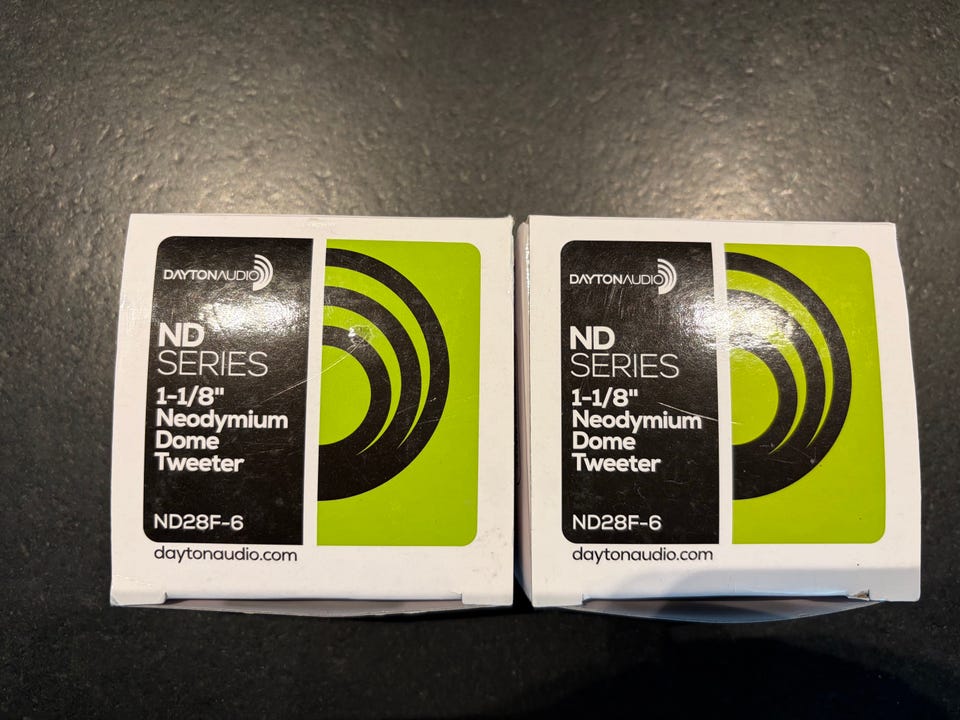 DAYTONAUDIO
ND
SERIES
1-1/8"
Neodymium
Dome
Tweeter
ND28F-6
daytonaudio.com
DAYTONAUDIO
ND
SERIES
1-1/8"
Neodymium
Dome
Tweeter
ND28F-6
daytonaudio.com